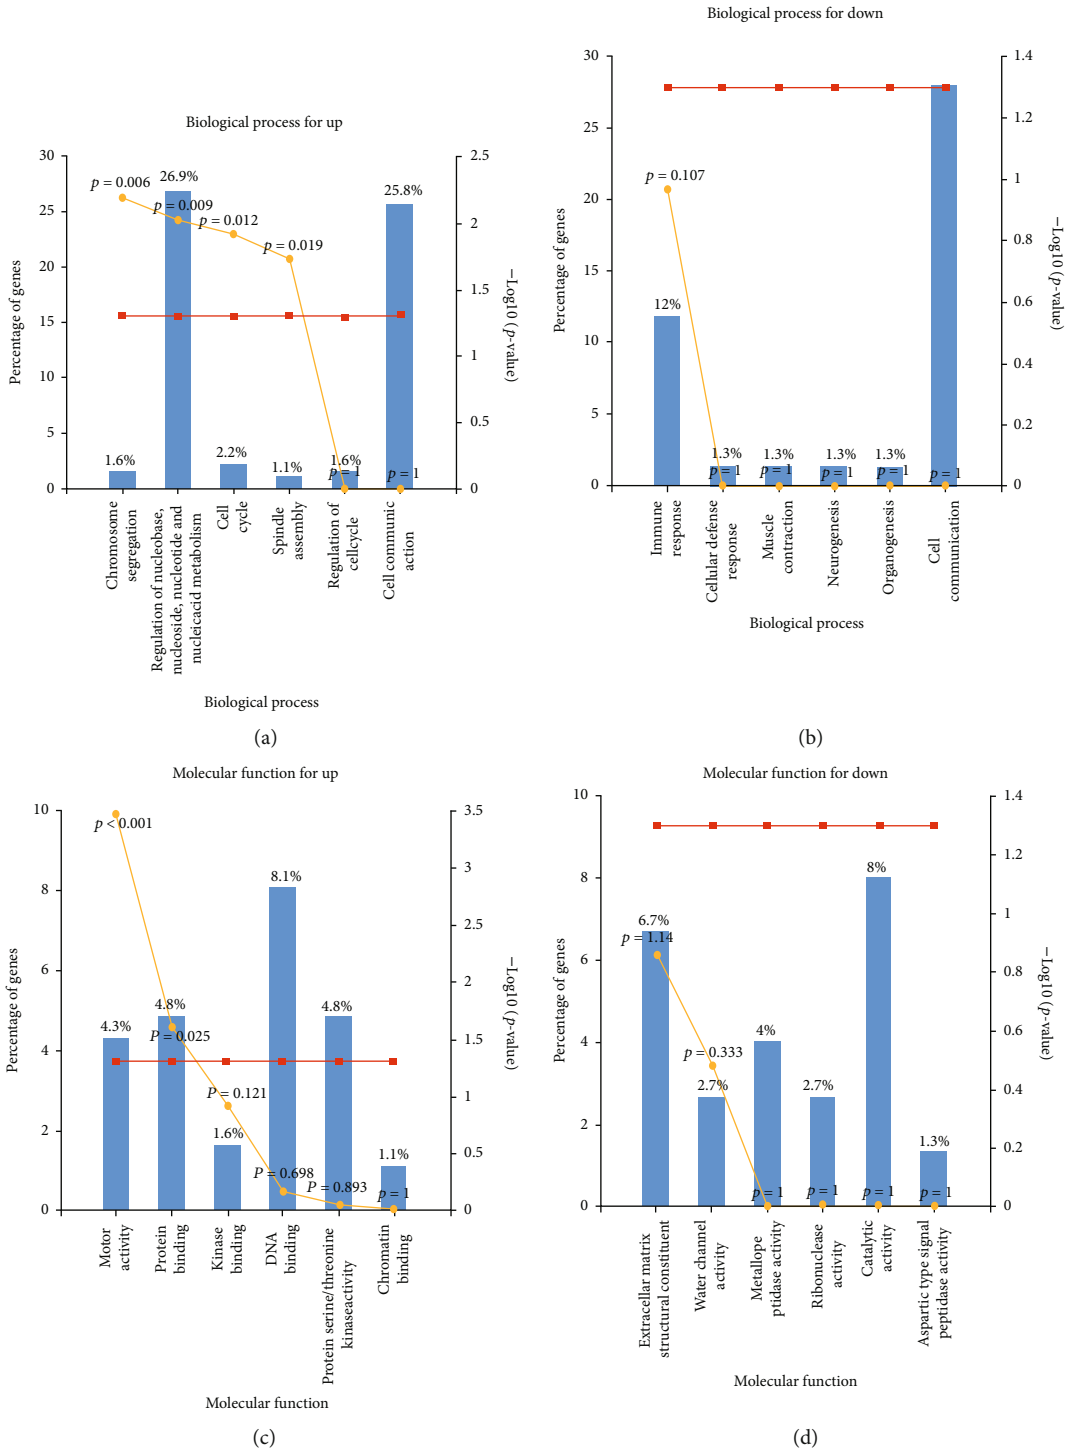 Biological process for up
30
25
20
15
10
5
0
Percentage of genes
2.5
2
1.5
1
0.5
0
−Log10 (p-value)
p = 0.006
26.9%
p = 0.009
p = 0.012
p = 0.019
25.8%
1.6%
2.2%
1.1%
1.6%
p = 1
p = 1
Chromosome
segregation
Regulation of nucleobase,
nucleoside, nucleotide and
nucleicacid metabolism
Cell
cycle
Spindle
assembly
Regulation of
cellcycle
Cell communic
action
Biological process
(a)
Biological process for down
30
25
20
15
10
5
0
Percentage of genes
1.4
1.2
1
0.8
0.6
0.4
0.2
0
−Log10 (p-value)
p = 0.107
12%
1.3%
p = 1
1.3%
p = 1
1.3%
p = 1
1.3%
p = 1
p = 1
Immune
response
Cellular defense
response
Muscle
contraction
Neurogenesis
Organogenesis
Cell
communication
Biological process
(b)
Molecular function for up
10
8
6
4
2
0
Percentage of genes
3.5
3
2.5
2
1.5
1
0.5
0
−Log10 (p-value)
p < 0.001
8.1%
4.3%
4.8%
P = 0.025
4.8%
P = 0.121
1.6%
P = 0.698
P = 0.893
1.1%
p = 1
Motor
activity
Protein
binding
Kinase
binding
DNA
binding
Protein serine/threonine
kinaseactivity
Chromatin
binding
Molecular function
(c)
Molecular function for down
10
8
6
4
2
0
Percentage of genes
1.4
1.2
1
0.8
0.6
0.4
0.2
0
−Log10 (p-value)
6.7%
p = 1.14
8%
4%
p = 0.333
2.7%
2.7%
1.3%
p = 1
p = 1
p = 1
p = 1
Extracellar matrix
structural constituent
Water channel
activity
Metallope
ptidase activity
Ribonuclease
activity
Catalytic
activity
Aspartic type signal
peptidase activity
Molecular function
(d)